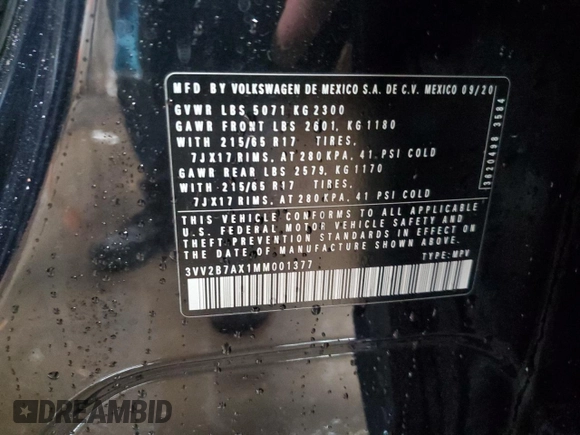 MFD BY VOLKSWAGEN DE MEXICO S.A. DE C.V. MEXICO 09/20
GVWR LBS 5071 KG 2300
GAWR FRONT LBS 2601, KG 1180
WITH 215/65 R17 TIRES,
7JX17 RIMS, AT 280 KPA, 41 PSI COLD
GAWR REAR LBS 2579, KG 1170
WITH 215/65 R17 TIRES,
7JX17 RIMS, AT 280 KPA, 41 PSI COLD
THIS VEHICLE CONFORMS TO ALL APPLICABLE
U.S. FEDERAL MOTOR VEHICLE SAFETY AND
THEFT PREVENTION STANDARDS IN EFFECT ON
THE DATE OF MANUFACTURE SHOWN ABOVE.
3VV2B7AX1MM001377
TYPE: MPV
3820498 3584
DREAMBID